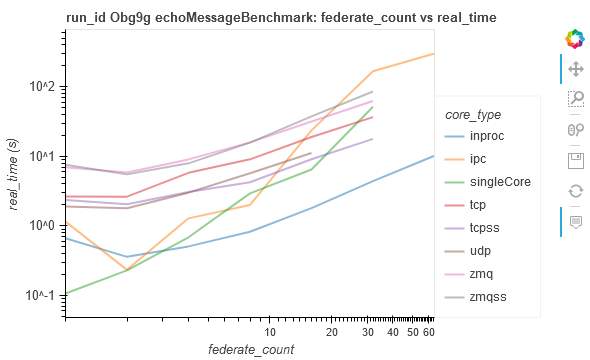 run_id Obg9g echoMessageBenchmark: federate_count vs real_time
real_time (s)
10^2
10^1
10^0
10^-1
10 20 30 40 50 60
federate_count
core_type
inproc
ipc
singleCore
tcp
tcpss
udp
zmq
zmqss